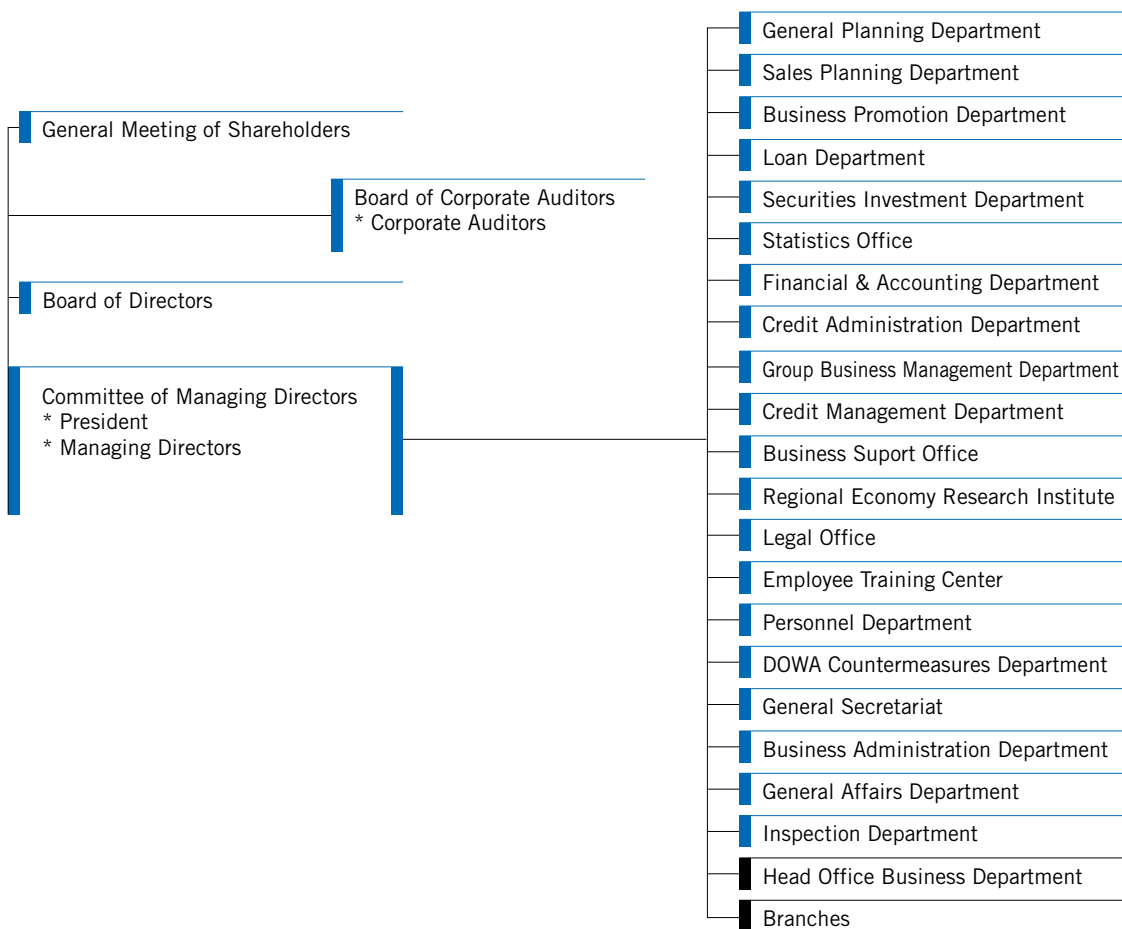 General Meeting of Shareholders
Board of Corporate Auditors
* Corporate Auditors
Board of Directors
Committee of Managing Directors
* President
* Managing Directors
General Planning Department
Sales Planning Department
Business Promotion Department
Loan Department
Securities Investment Department
Statistics Office
Financial & Accounting Department
Credit Administration Department
Group Business Management Department
Credit Management Department
Business Suport Office
Regional Economy Research Institute
Legal Office
Employee Training Center
Personnel Department
DOWA Countermeasures Department
General Secretariat
Business Administration Department
General Affairs Department
Inspection Department
Head Office Business Department
Branches